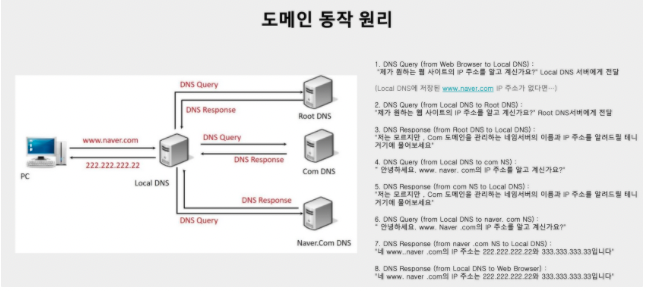 도메인 동작 원리
DNS Query
DNS Response
Root DNS
www.naver.com
222.222.222.22
PC
Local DNS
DNS Query
DNS Response
Com DNS
DNS Response
DNS Query
Naver.Com DNS
1. DNS Query (from Web Browser to Local DNS) :
"제가 원하는 웹 사이트의 IP 주소를 알고 계신가요?" Local DNS 서버에게 전달
(Local DNS에 저장된 www.naver.com IP 주소가 없다면…)
2. DNS Query (from Local DNS to Root DNS) :
"제가 원하는 웹 사이트의 IP 주소를 알고 계신가요?" Root DNS서버에게 전달
3. DNS Response (from Root DNS to Local DNS) :
"저는 모르지만 , Com 도메인을 관리하는 네임서버의 이름과 IP 주소를 알려드릴 테니
거기에 물어보세요"
4. DNS Query (from Local DNS to com NS) :
" 안녕하세요. www. naver. com의 IP 주소를 알고 계신가요?"
5. DNS Response (from com NS to Local DNS) :
"저는 모르지만 , Com 도메인을 관리하는 네임서버의 이름과 IP 주소를 알려드릴 테니
거기에 물어보세요"
6. DNS Query (from Local DNS to naver. com NS) :
" 안녕하세요. www. Naver .com의 IP 주소를 알고 계신가요?"
7. DNS Response (from naver .com NS to Local DNS) :
"네 www..naver .com의 IP 주소는 222.222.222.22와 333.333.333.33입니다"
8. DNS Response (from Local DNS to Web Browser) :
"네 www. naver .com의 IP 주소는 222.222.222.22와 333.333.333.33입니다"